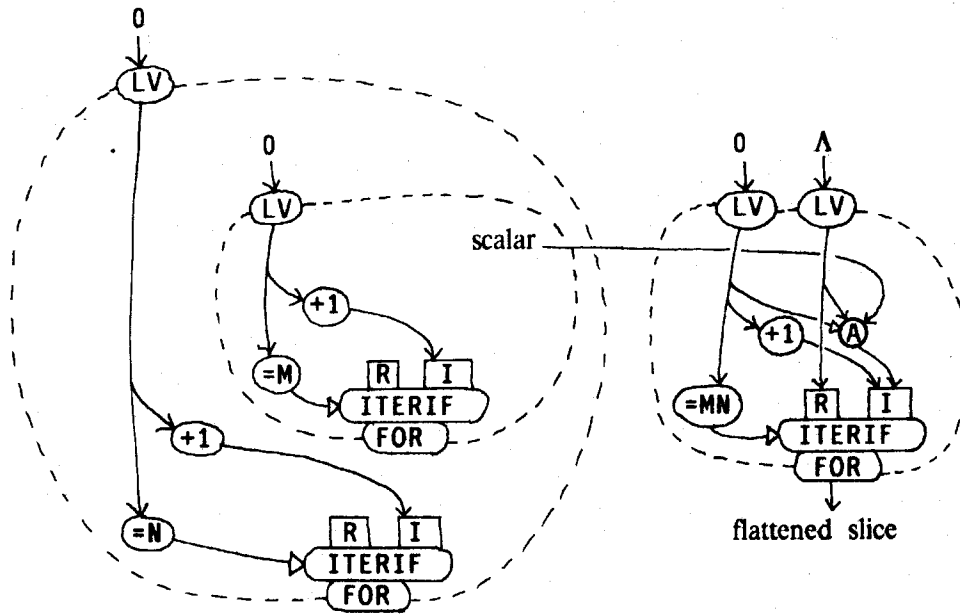 0
LV
0
LV
+1
=M
R I
ITERIF
FOR
+1
=N
R I
ITERIF
FOR
scalar
0 Λ
LV LV
+1 A
=MN
R I
ITERIF
FOR
flattened slice